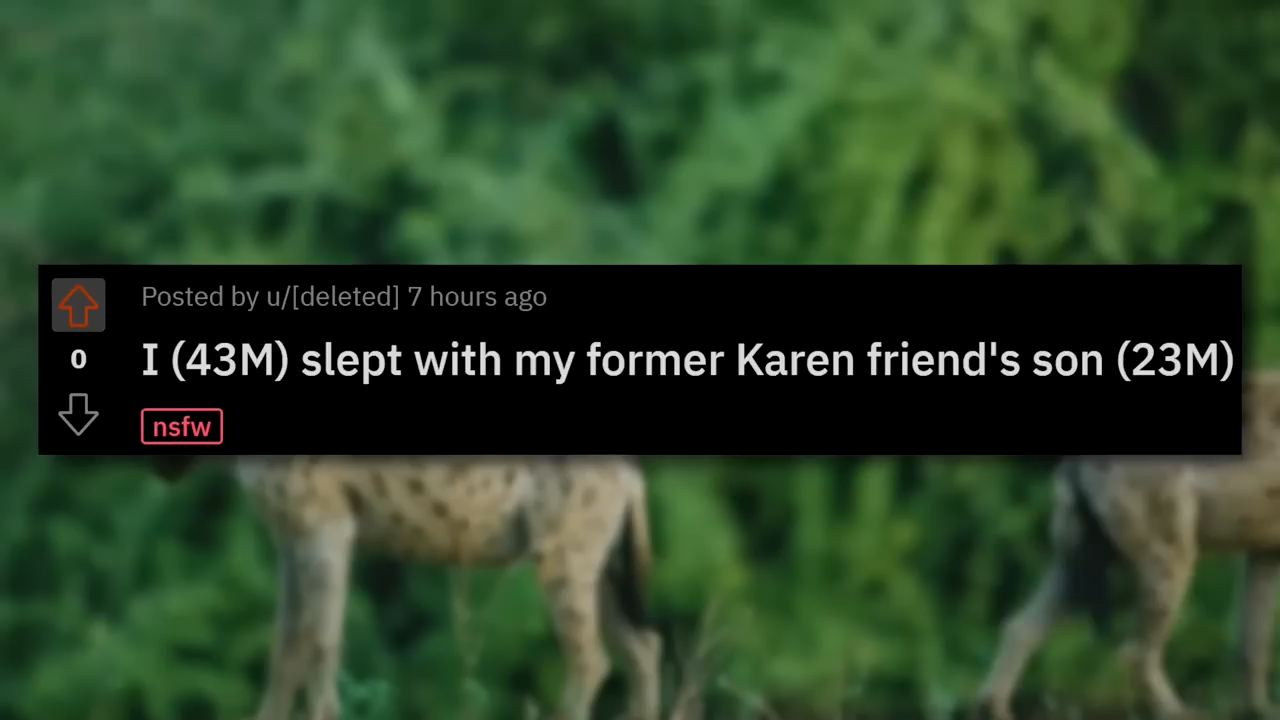 Posted by u/[deleted] 7 hours ago
0
I (43M) slept with my former Karen friend's son (23M)
nsfw